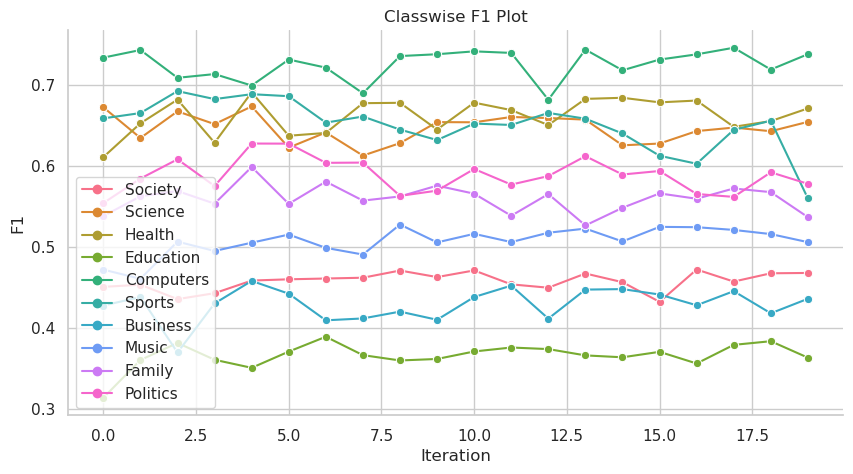 Classwise F1 Plot
0.7
0.6
0.5
0.4
0.3
F1
Society
Science
Health
Education
Computers
Sports
Business
Music
Family
Politics
0.0 2.5 5.0 7.5 10.0 12.5 15.0 17.5
Iteration